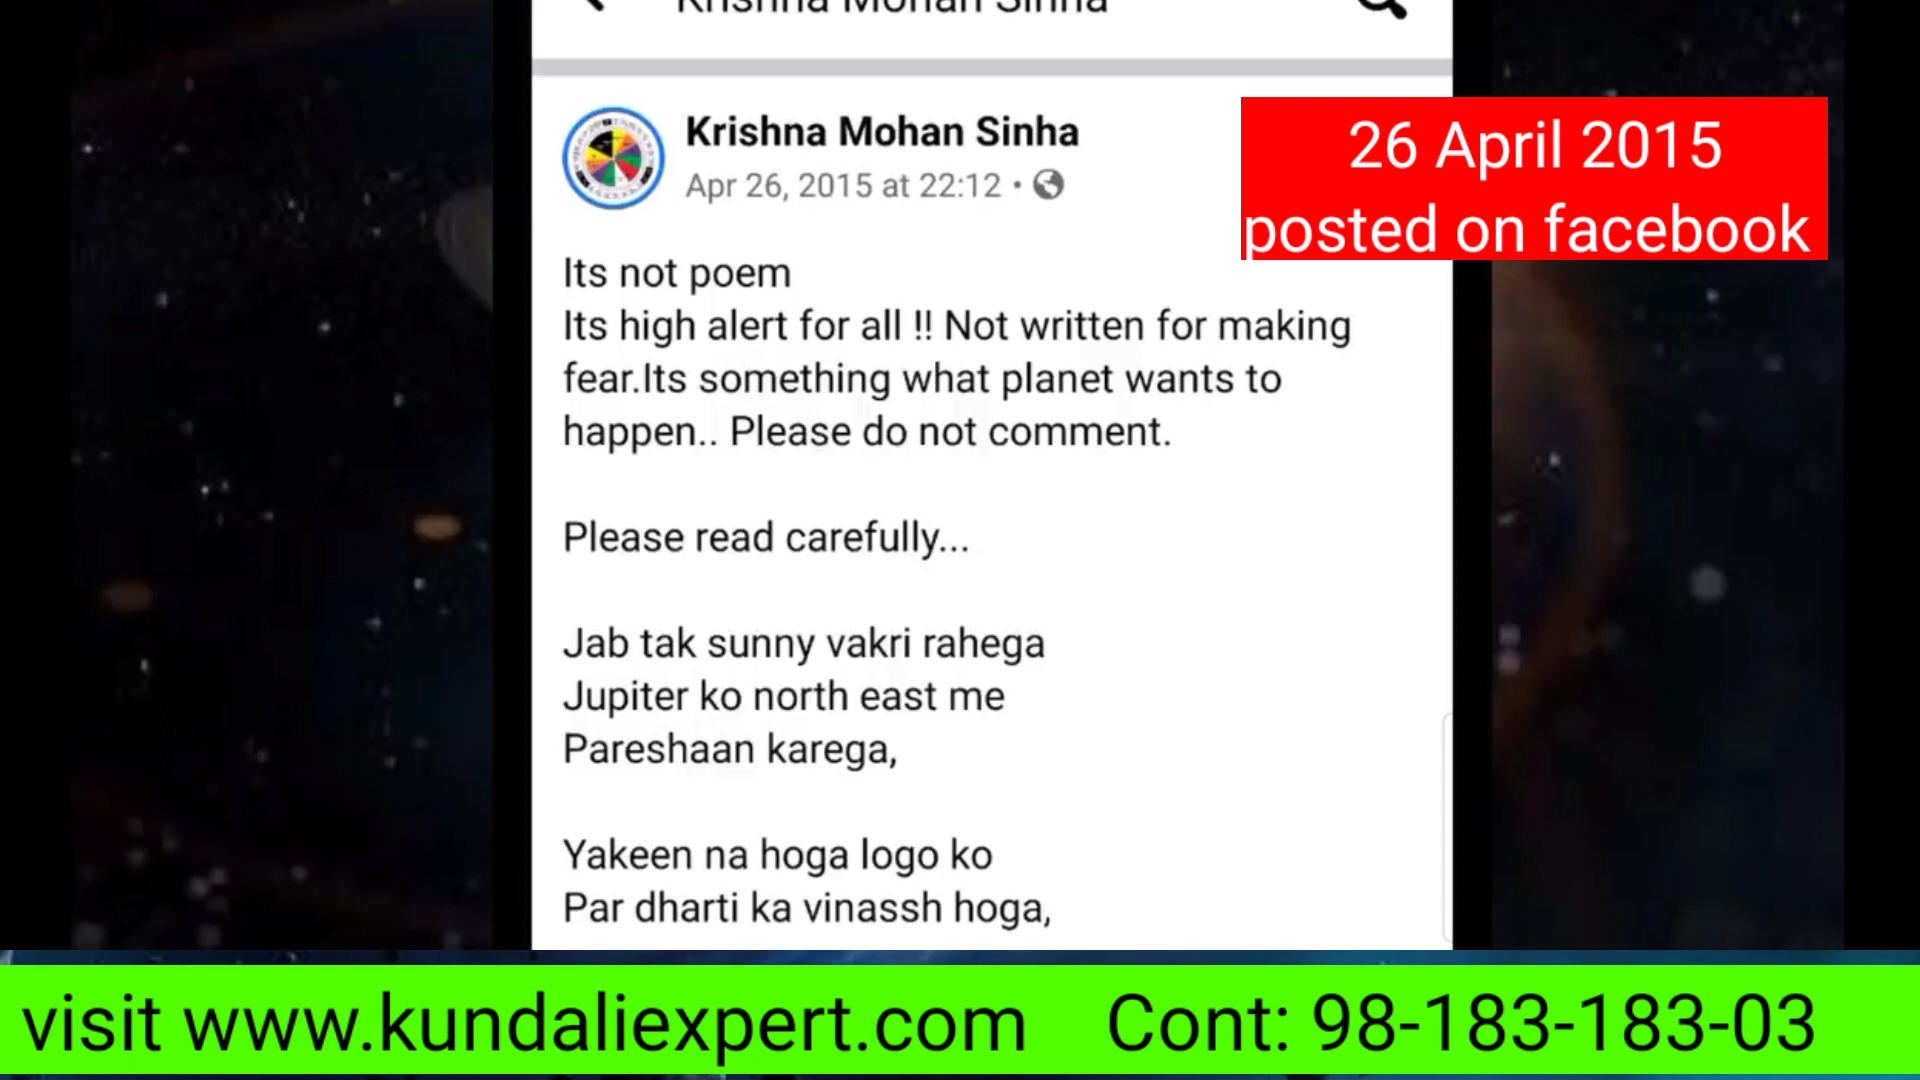 Krishna Mohan Sinha
Krishna Mohan Sinha
Apr 26, 2015 at 22:12 •
26 April 2015
posted on facebook
Its not poem
Its high alert for all !! Not written for making
fear.Its something what planet wants to
happen.. Please do not comment.
Please read carefully...
Jab tak sunny vakri rahega
Jupiter ko north east me
Pareshaan karega,
Yakeen na hoga logo ko
Par dharti ka vinassh hoga,
visit www.kundaliexpert.com Cont: 98-183-183-03